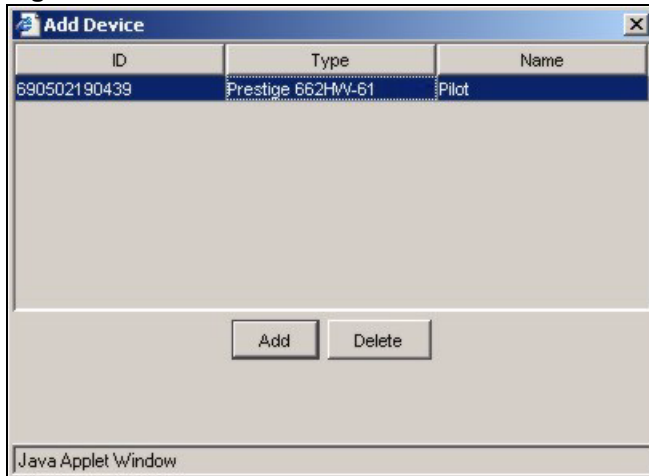 Add Device
ID Type Name
690502190439 Prestige 662HW-61 Pilot
Add Delete
Java Applet Window